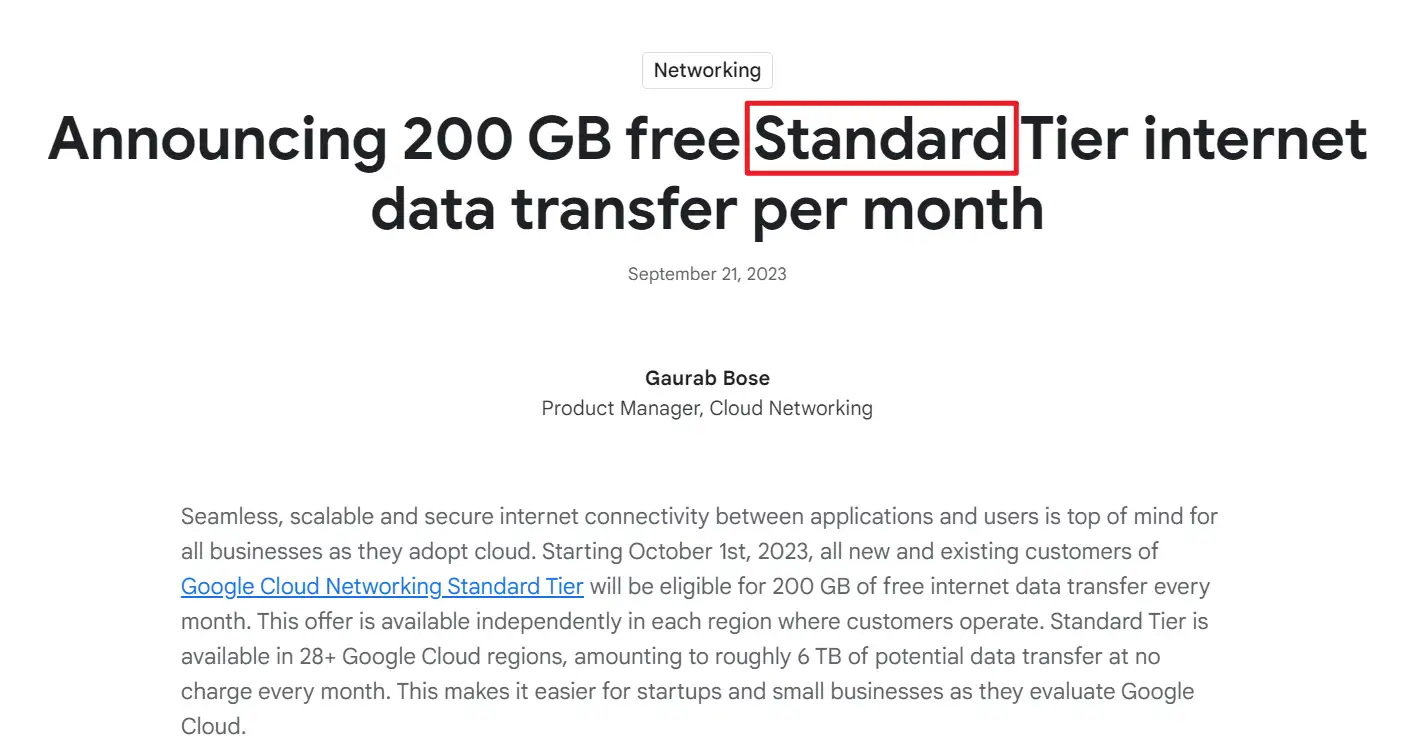 Networking
Announcing 200 GB free Standard Tier internet
data transfer per month
September 21, 2023
Gaurab Bose
Product Manager, Cloud Networking
Seamless, scalable and secure internet connectivity between applications and users is top of mind for
all businesses as they adopt cloud. Starting October 1st, 2023, all new and existing customers of
Google Cloud Networking Standard Tier will be eligible for 200 GB of free internet data transfer every
month. This offer is available independently in each region where customers operate. Standard Tier is
available in 28+ Google Cloud regions, amounting to roughly 6 TB of potential data transfer at no
charge every month. This makes it easier for startups and small businesses as they evaluate Google
Cloud.